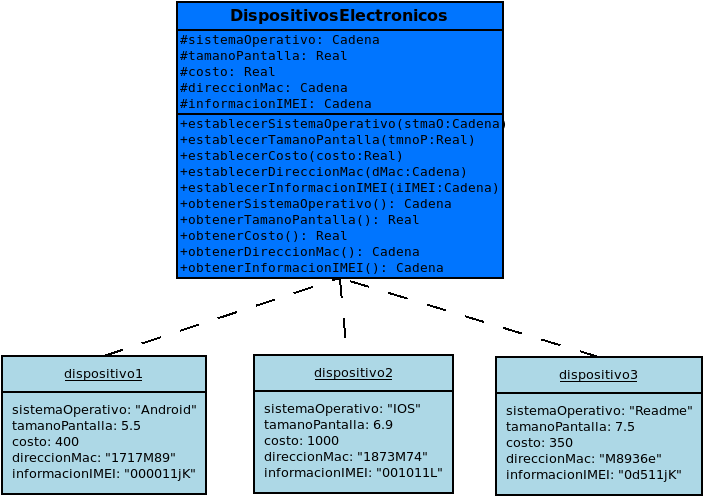 DispositivosElectronicos
#sistemaOperativo: Cadena
#tamanoPantalla: Real
#costo: Real
#direccionMac: Cadena
#informacionIMEI: Cadena
+establecerSistemaOperativo(stmaO:Cadena)
+establecerTamanoPantalla(tmnoP:Real)
+establecerCosto(costo:Real)
+establecerDireccionMac(dMac:Cadena)
+establecerInformacionIMEI(iIMEI:Cadena)
+obtenerSistemaOperativo(): Cadena
+obtenerTamanoPantalla(): Real
+obtenerCosto(): Real
+obtenerDireccionMac(): Cadena
+obtenerInformacionIMEI(): Cadena
dispositivo1
sistemaOperativo: "Android"
tamanoPantalla: 5.5
costo: 400
direccionMac: "1717M89"
informacionIMEI: "000011jK"
dispositivo2
sistemaOperativo: "IOS"
tamanoPantalla: 6.9
costo: 1000
direccionMac: "1873M74"
informacionIMEI: "001011L"
dispositivo3
sistemaOperativo: "Readme"
tamanoPantalla: 7.5
costo: 350
direccionMac: "M8936e"
informacionIMEI: "0d511jK"